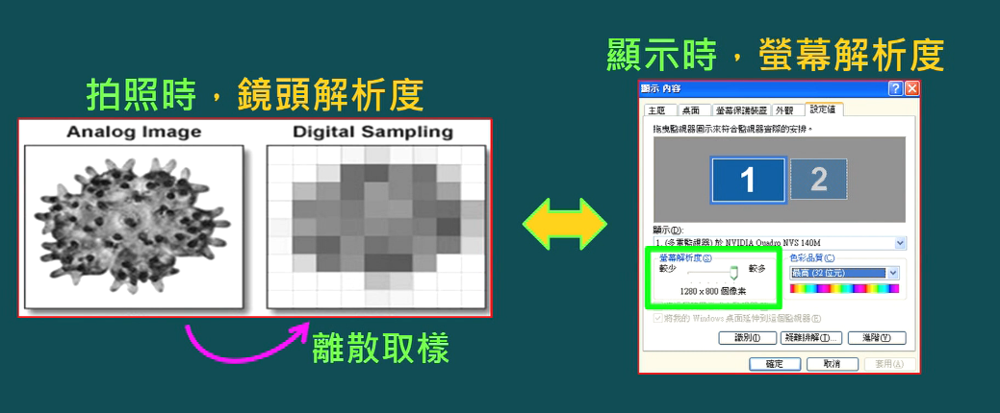 拍照時，鏡頭解析度
Analog Image
Digital Sampling
離散取樣
顯示時，螢幕解析度
顯示 內容
主題 桌面 螢幕保護裝置 外觀 設定值
拖曳監視器圖示來符合監視器實際的安排。
1 2
顯示(D):
1. (多重監視器) 於 NVIDIA Quadro NVS 140M
螢幕解析度(S)
較少 較多
1280 x 800 個像素
色彩品質(C)
最高 (32 位元)
將我的 Windows 桌面延伸到這個監視器(E)
識別(I) 疑難排解(T)... 進階(V)
確定 取消 套用(A)